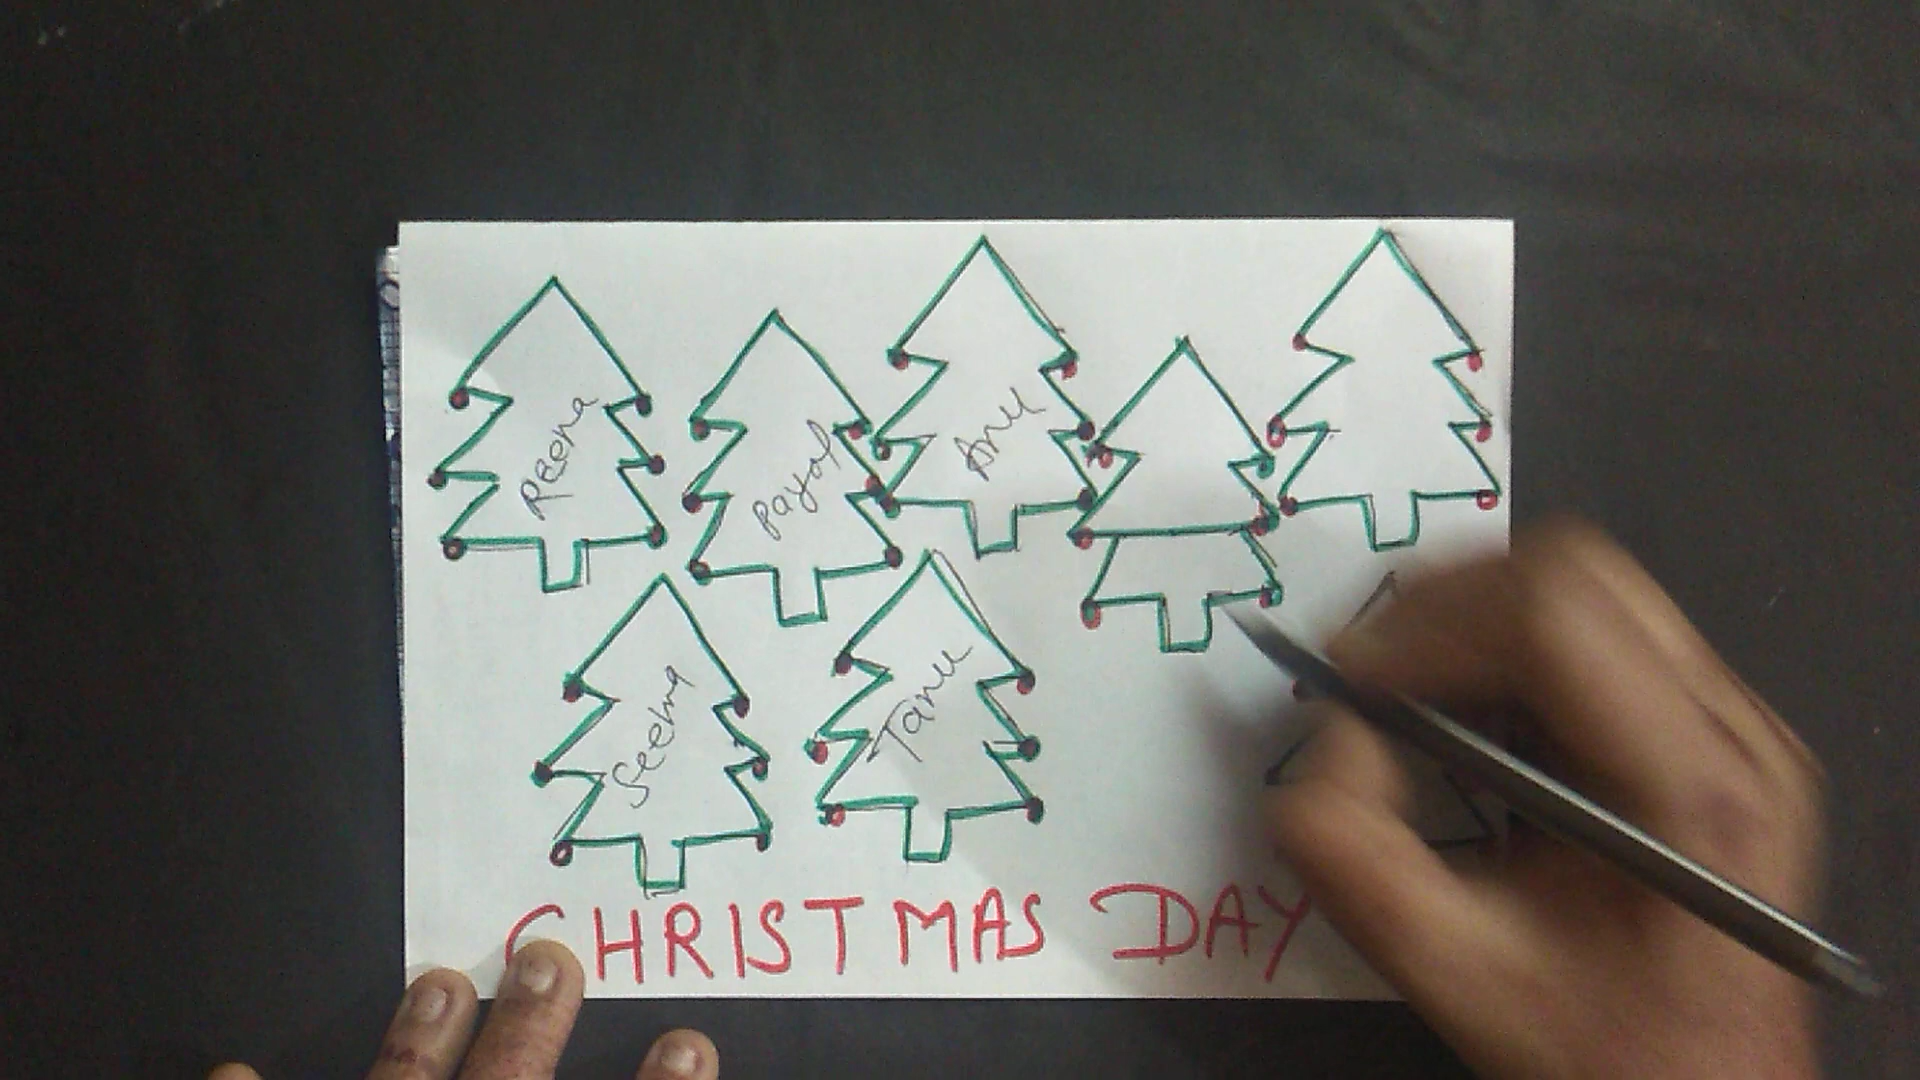 Reena
Payal
Anu
Seema
Tanu
CHRISTMAS DAY